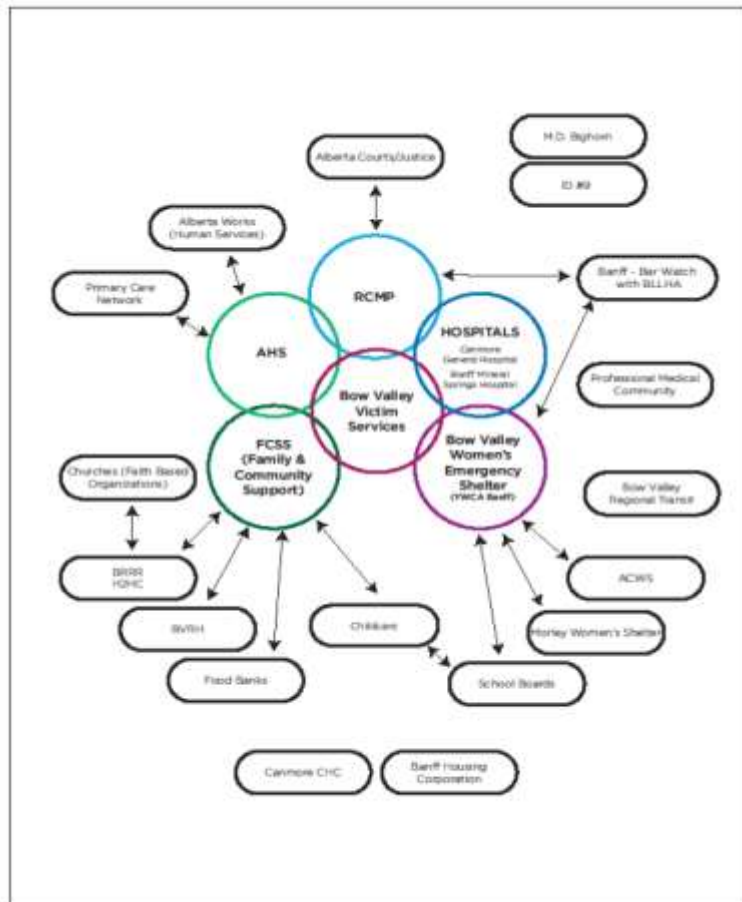 M.D. Bighorn
Alberta Courts/Justice
ID #9
Alberta Works
(Human Services)
Banff - Bar Watch
with BLLHA
Primary Care
Network
RCMP
HOSPITALS
Canmore
General Hospital
Banff Mineral
Springs Hospital
AHS
Professional Medical
Community
Bow Valley
Victim
Services
FCSS
(Family &
Community
Support)
Bow Valley
Women's
Emergency
Shelter
(YWCA Banff)
Churches (Faith Based
Organizations)
Bow Valley
Regional Transit
BRRR
H2HC
ACWS
BVRH
Childcare
Morley Women's Shelter
Food Banks
School Boards
Canmore CHC
Banff Housing
Corporation